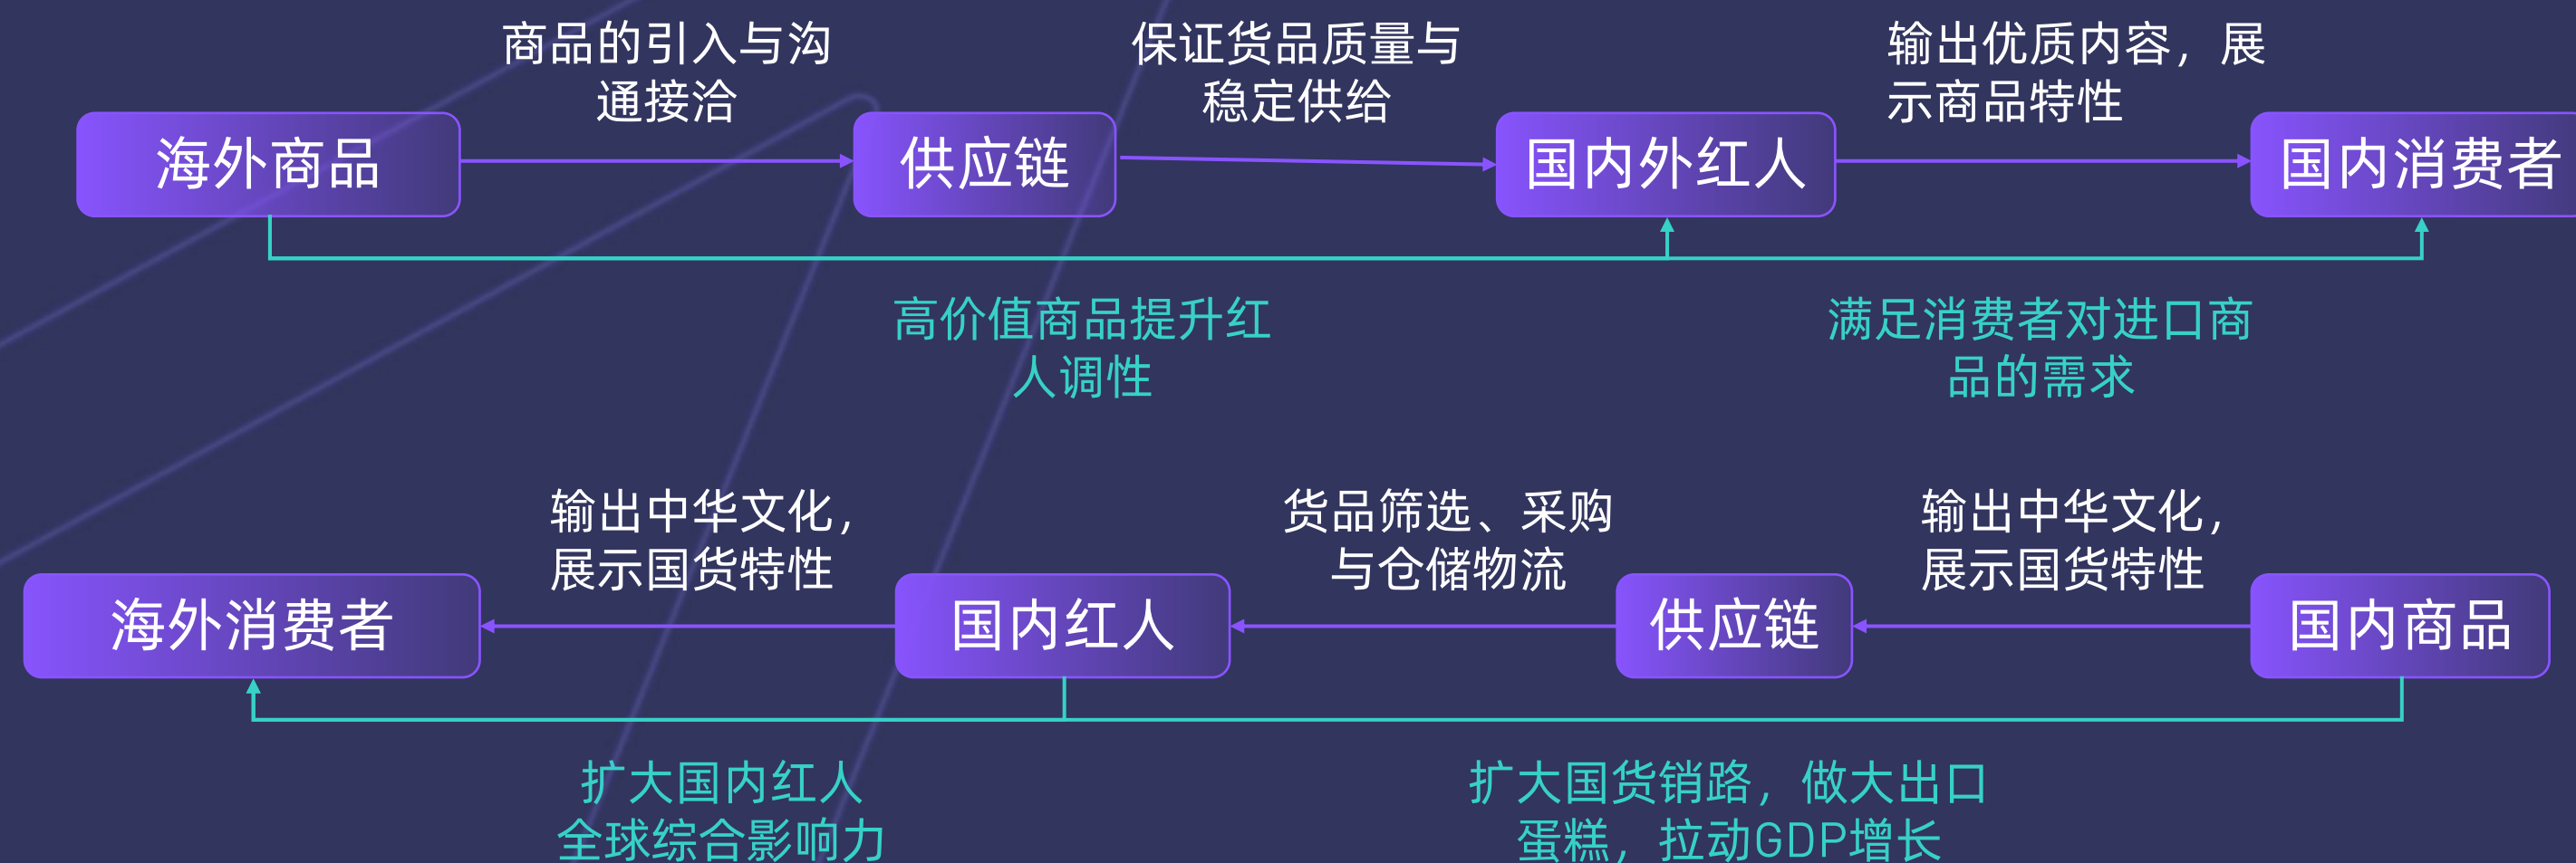 商品的引入与沟
通接洽
保证货品质量与
稳定供给
输出优质内容，展
示商品特性
海外商品
供应链
国内外红人
国内消费者
高价值商品提升红
人调性
满足消费者对进口商
品的需求
输出中华文化，
展示国货特性
货品筛选、采购
与仓储物流
输出中华文化，
展示国货特性
海外消费者
国内红人
供应链
国内商品
扩大国内红人
全球综合影响力
扩大国货销路，做大出口
蛋糕，拉动GDP增长